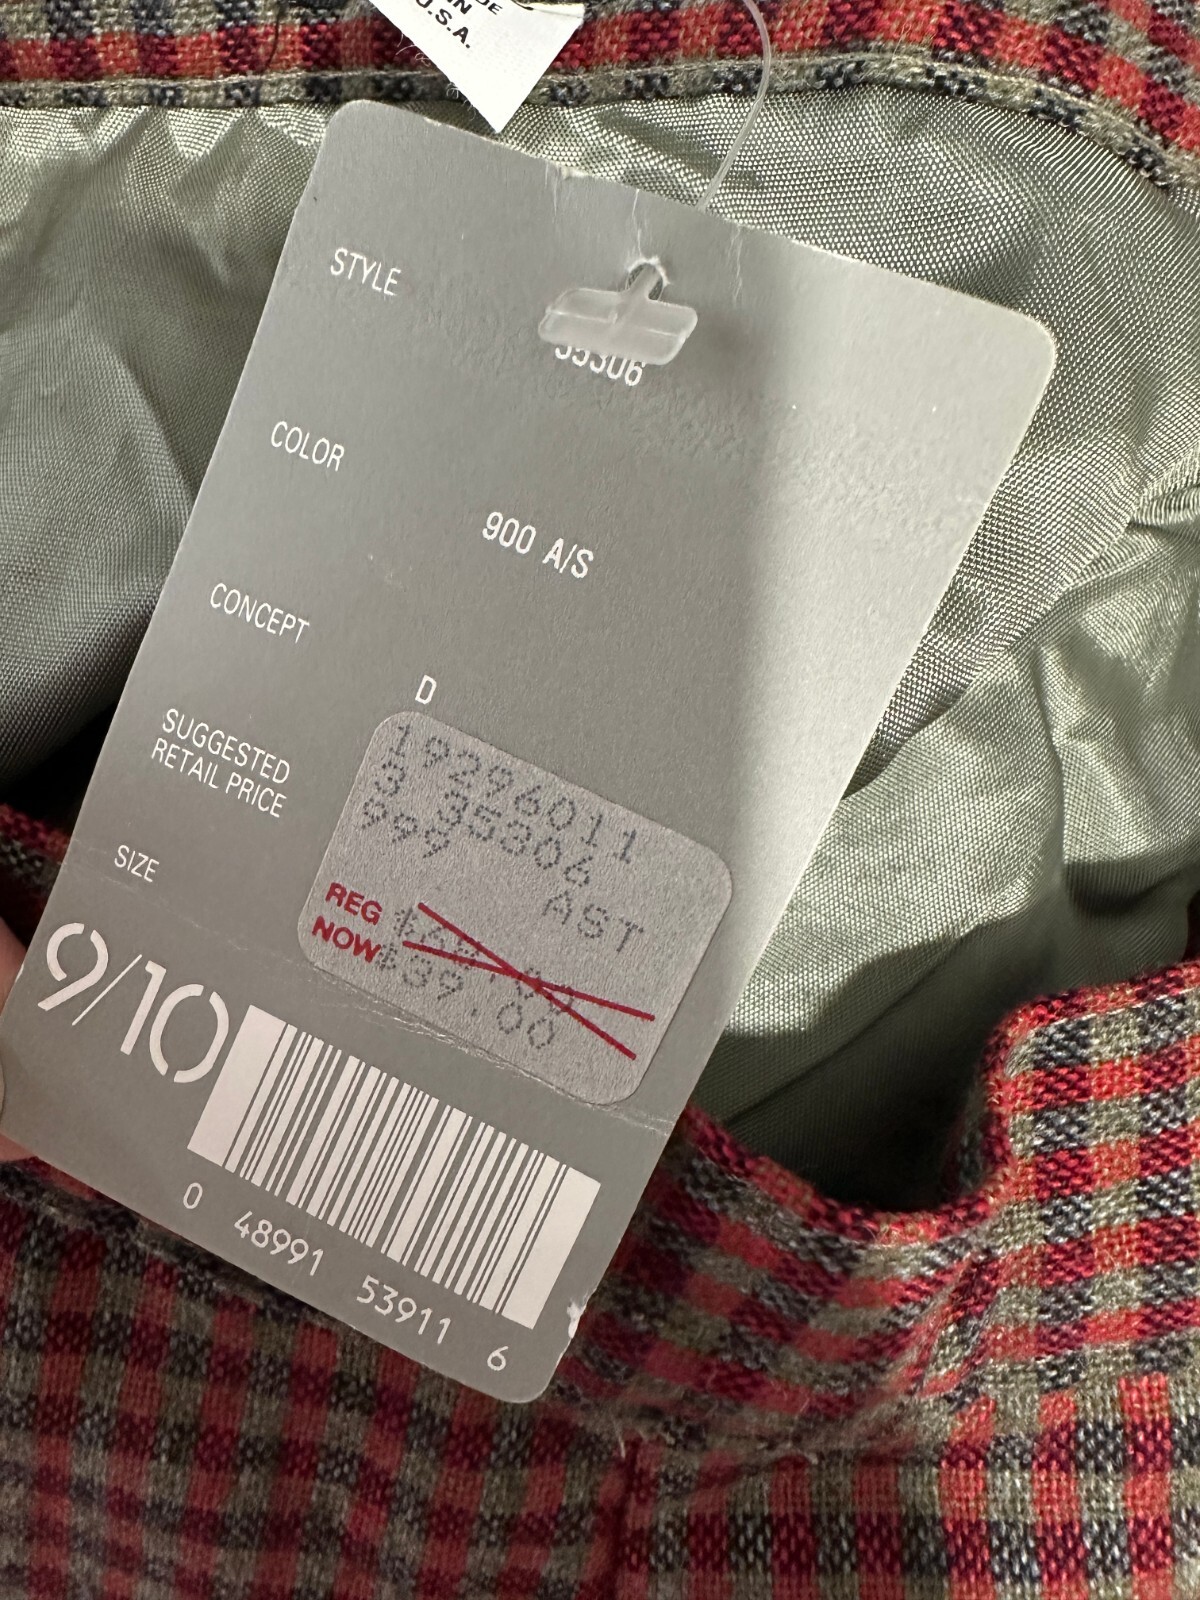 IN
U.S.A.
STYLE
35306
COLOR
900 A/S
CONCEPT
D
SUGGESTED
RETAIL PRICE
19296011
3 35306
999
AST
REG
NOW $39.00
SIZE
9/10
0 48991 53911 6